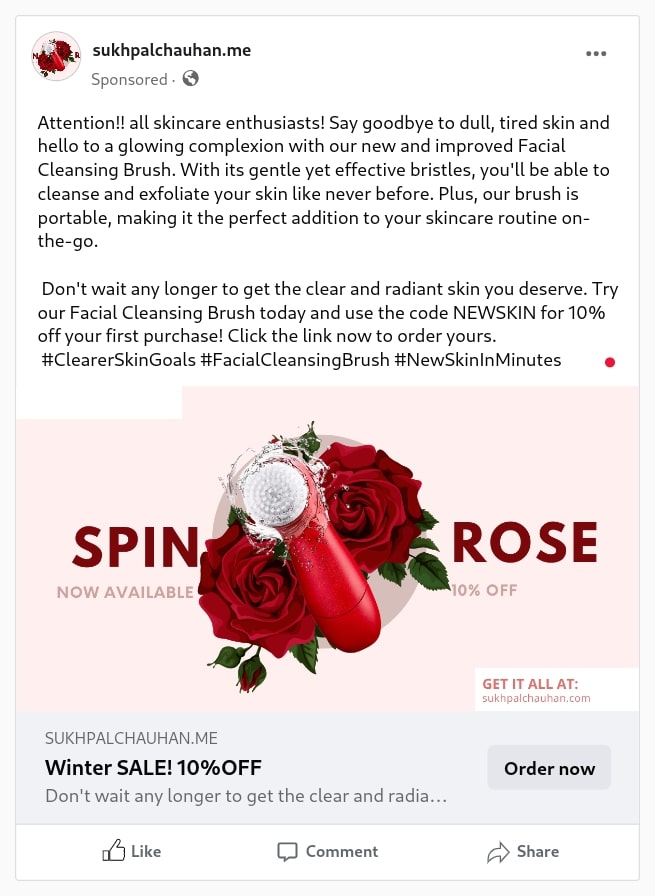 sukhpalchauhan.me
Sponsored ·
Attention!! all skincare enthusiasts! Say goodbye to dull, tired skin and
hello to a glowing complexion with our new and improved Facial
Cleansing Brush. With its gentle yet effective bristles, you'll be able to
cleanse and exfoliate your skin like never before. Plus, our brush is
portable, making it the perfect addition to your skincare routine on-
the-go.
Don't wait any longer to get the clear and radiant skin you deserve. Try
our Facial Cleansing Brush today and use the code NEWSKIN for 10%
off your first purchase! Click the link now to order yours.
#ClearerSkinGoals #FacialCleansingBrush #NewSkinInMinutes
SPIN ROSE
NOW AVAILABLE 10% OFF
GET IT ALL AT:
sukhpalchauhan.com
SUKHPALCHAUHAN.ME
Winter SALE! 10%OFF
Order now
Don't wait any longer to get the clear and radia…
Like Comment Share